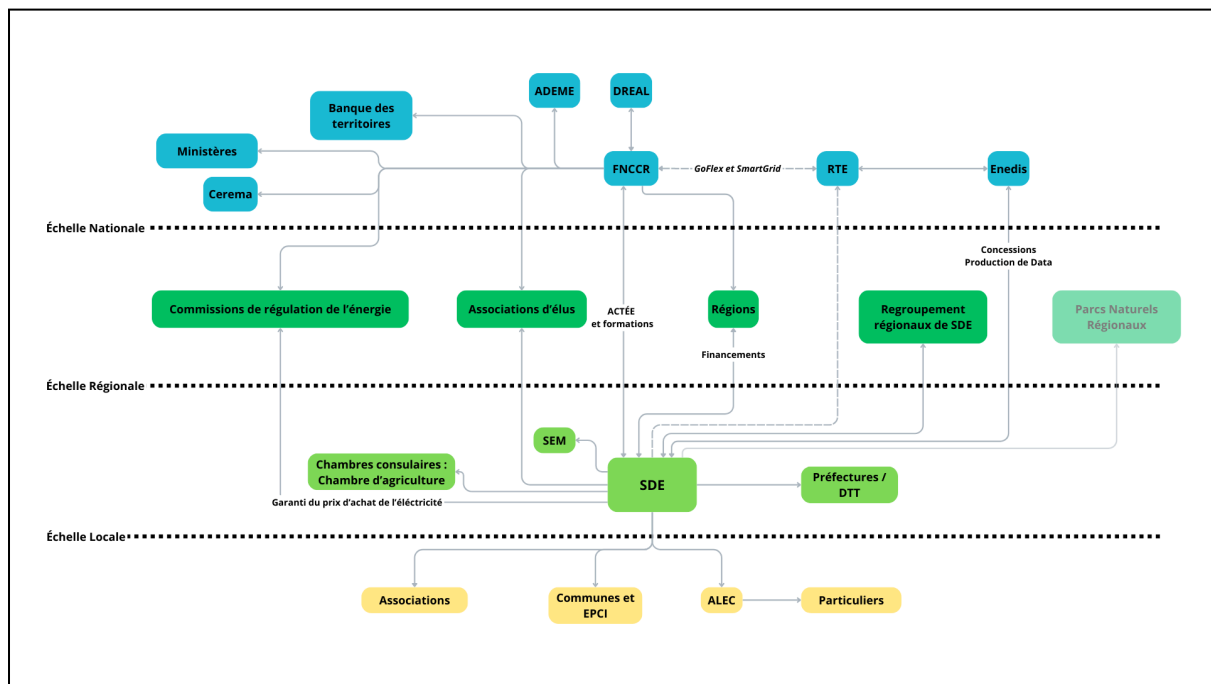 ADEME
DREAL
Banque des
territoires
Ministères
FNCCR
GoFlex et SmartGrid
RTE
Enedis
Cerema
Échelle Nationale
Concessions
Production de Data
Commissions de régulation de l'énergie
Associations d'élus
ACTÉE
et formations
Régions
Regroupement
régionaux de SDE
Parcs Naturels
Régionaux
Financements
Échelle Régionale
SEM
Chambres consulaires :
Chambre d'agriculture
SDE
Préfectures /
DTT
Garanti du prix d'achat de l'éléctricité
Échelle Locale
Associations
Communes et
EPCI
ALEC
Particuliers